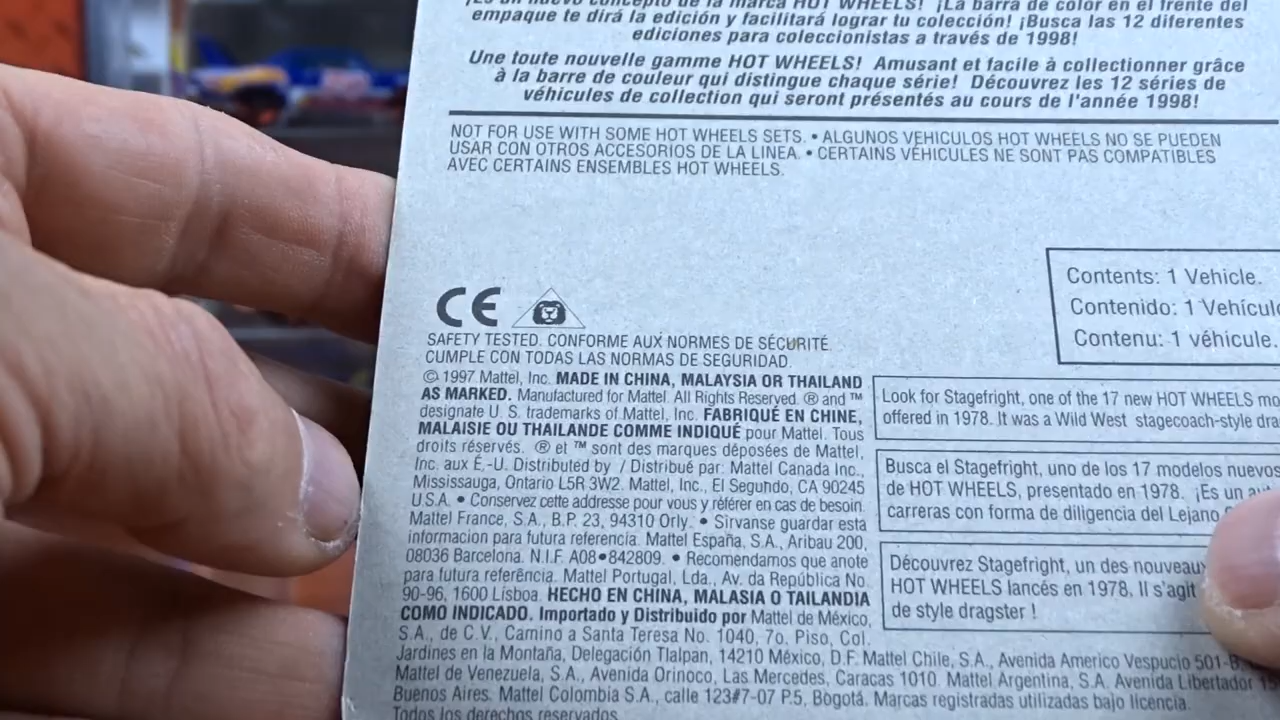 ¡Es un nuevo concepto de la marca HOT WHEELS! ¡La barra de color en el frente del
empaque te dirá la edición y facilitará lograr tu colección! ¡Busca las 12 diferentes
ediciones para coleccionistas a través de 1998!
Une toute nouvelle gamme HOT WHEELS! Amusant et facile à collectionner grâce
à la barre de couleur qui distingue chaque série! Découvrez les 12 séries de
véhicules de collection qui seront présentés au cours de l'année 1998!
NOT FOR USE WITH SOME HOT WHEELS SETS. • ALGUNOS VEHICULOS HOT WHEELS NO SE PUEDEN
USAR CON OTROS ACCESORIOS DE LA LINEA. • CERTAINS VÉHICULES NE SONT PAS COMPATIBLES
AVEC CERTAINS ENSEMBLES HOT WHEELS.
Contents: 1 Vehicle.
Contenido: 1 Vehículo
Contenu: 1 véhicule.
CE
SAFETY TESTED. CONFORME AUX NORMES DE SÉCURITÉ.
CUMPLE CON TODAS LAS NORMAS DE SEGURIDAD.
© 1997 Mattel, Inc. MADE IN CHINA, MALAYSIA OR THAILAND
AS MARKED. Manufactured for Mattel. All Rights Reserved. ® and ™
designate U. S. trademarks of Mattel, Inc. FABRIQUÉ EN CHINE,
MALAISIE OU THAILANDE COMME INDIQUÉ pour Mattel. Tous
droits réservés. ® et ™ sont des marques déposées de Mattel,
Inc. aux É.-U. Distributed by / Distribué par: Mattel Canada Inc.,
Mississauga, Ontario L5R 3W2. Mattel, Inc., El Segundo, CA 90245
U.S.A. • Conservez cette addresse pour vous y référer en cas de besoin.
Mattel France, S.A., B.P. 23, 94310 Orly. • Sírvanse guardar esta
informacion para futura referencia. Mattel España, S.A., Aribau 200,
08036 Barcelona. N.I.F. A08•842809. • Recomendamos que anote
para futura referência. Mattel Portugal, Lda., Av. da República No.
90-96, 1600 Lisboa. HECHO EN CHINA, MALASIA O TAILANDIA
COMO INDICADO. Importado y Distribuido por Mattel de México,
S.A., de C.V., Camino a Santa Teresa No. 1040, 7o. Piso, Col.
Jardines en la Montaña, Delegación Tlalpan, 14210 México, D.F. Mattel Chile, S.A., Avenida Americo Vespucio 501-B,
Mattel de Venezuela, S.A., Avenida Orinoco, Las Mercedes, Caracas 1010. Mattel Argentina, S.A. Avenida Libertador
Buenos Aires. Mattel Colombia S.A., calle 123#7-07 P.5, Bogotá. Marcas registradas utilizadas bajo licencia.
Todos los derechos reservados.
Look for Stagefright, one of the 17 new HOT WHEELS
offered in 1978. It was a Wild West stagecoach-style
Busca el Stagefright, uno de los 17 modelos nuevos
de HOT WHEELS, presentado en 1978. ¡Es un
carreras con forma de diligencia del Lejano
Découvrez Stagefright, un des nouveaux
HOT WHEELS lancés en 1978. Il s'agit
de style dragster !